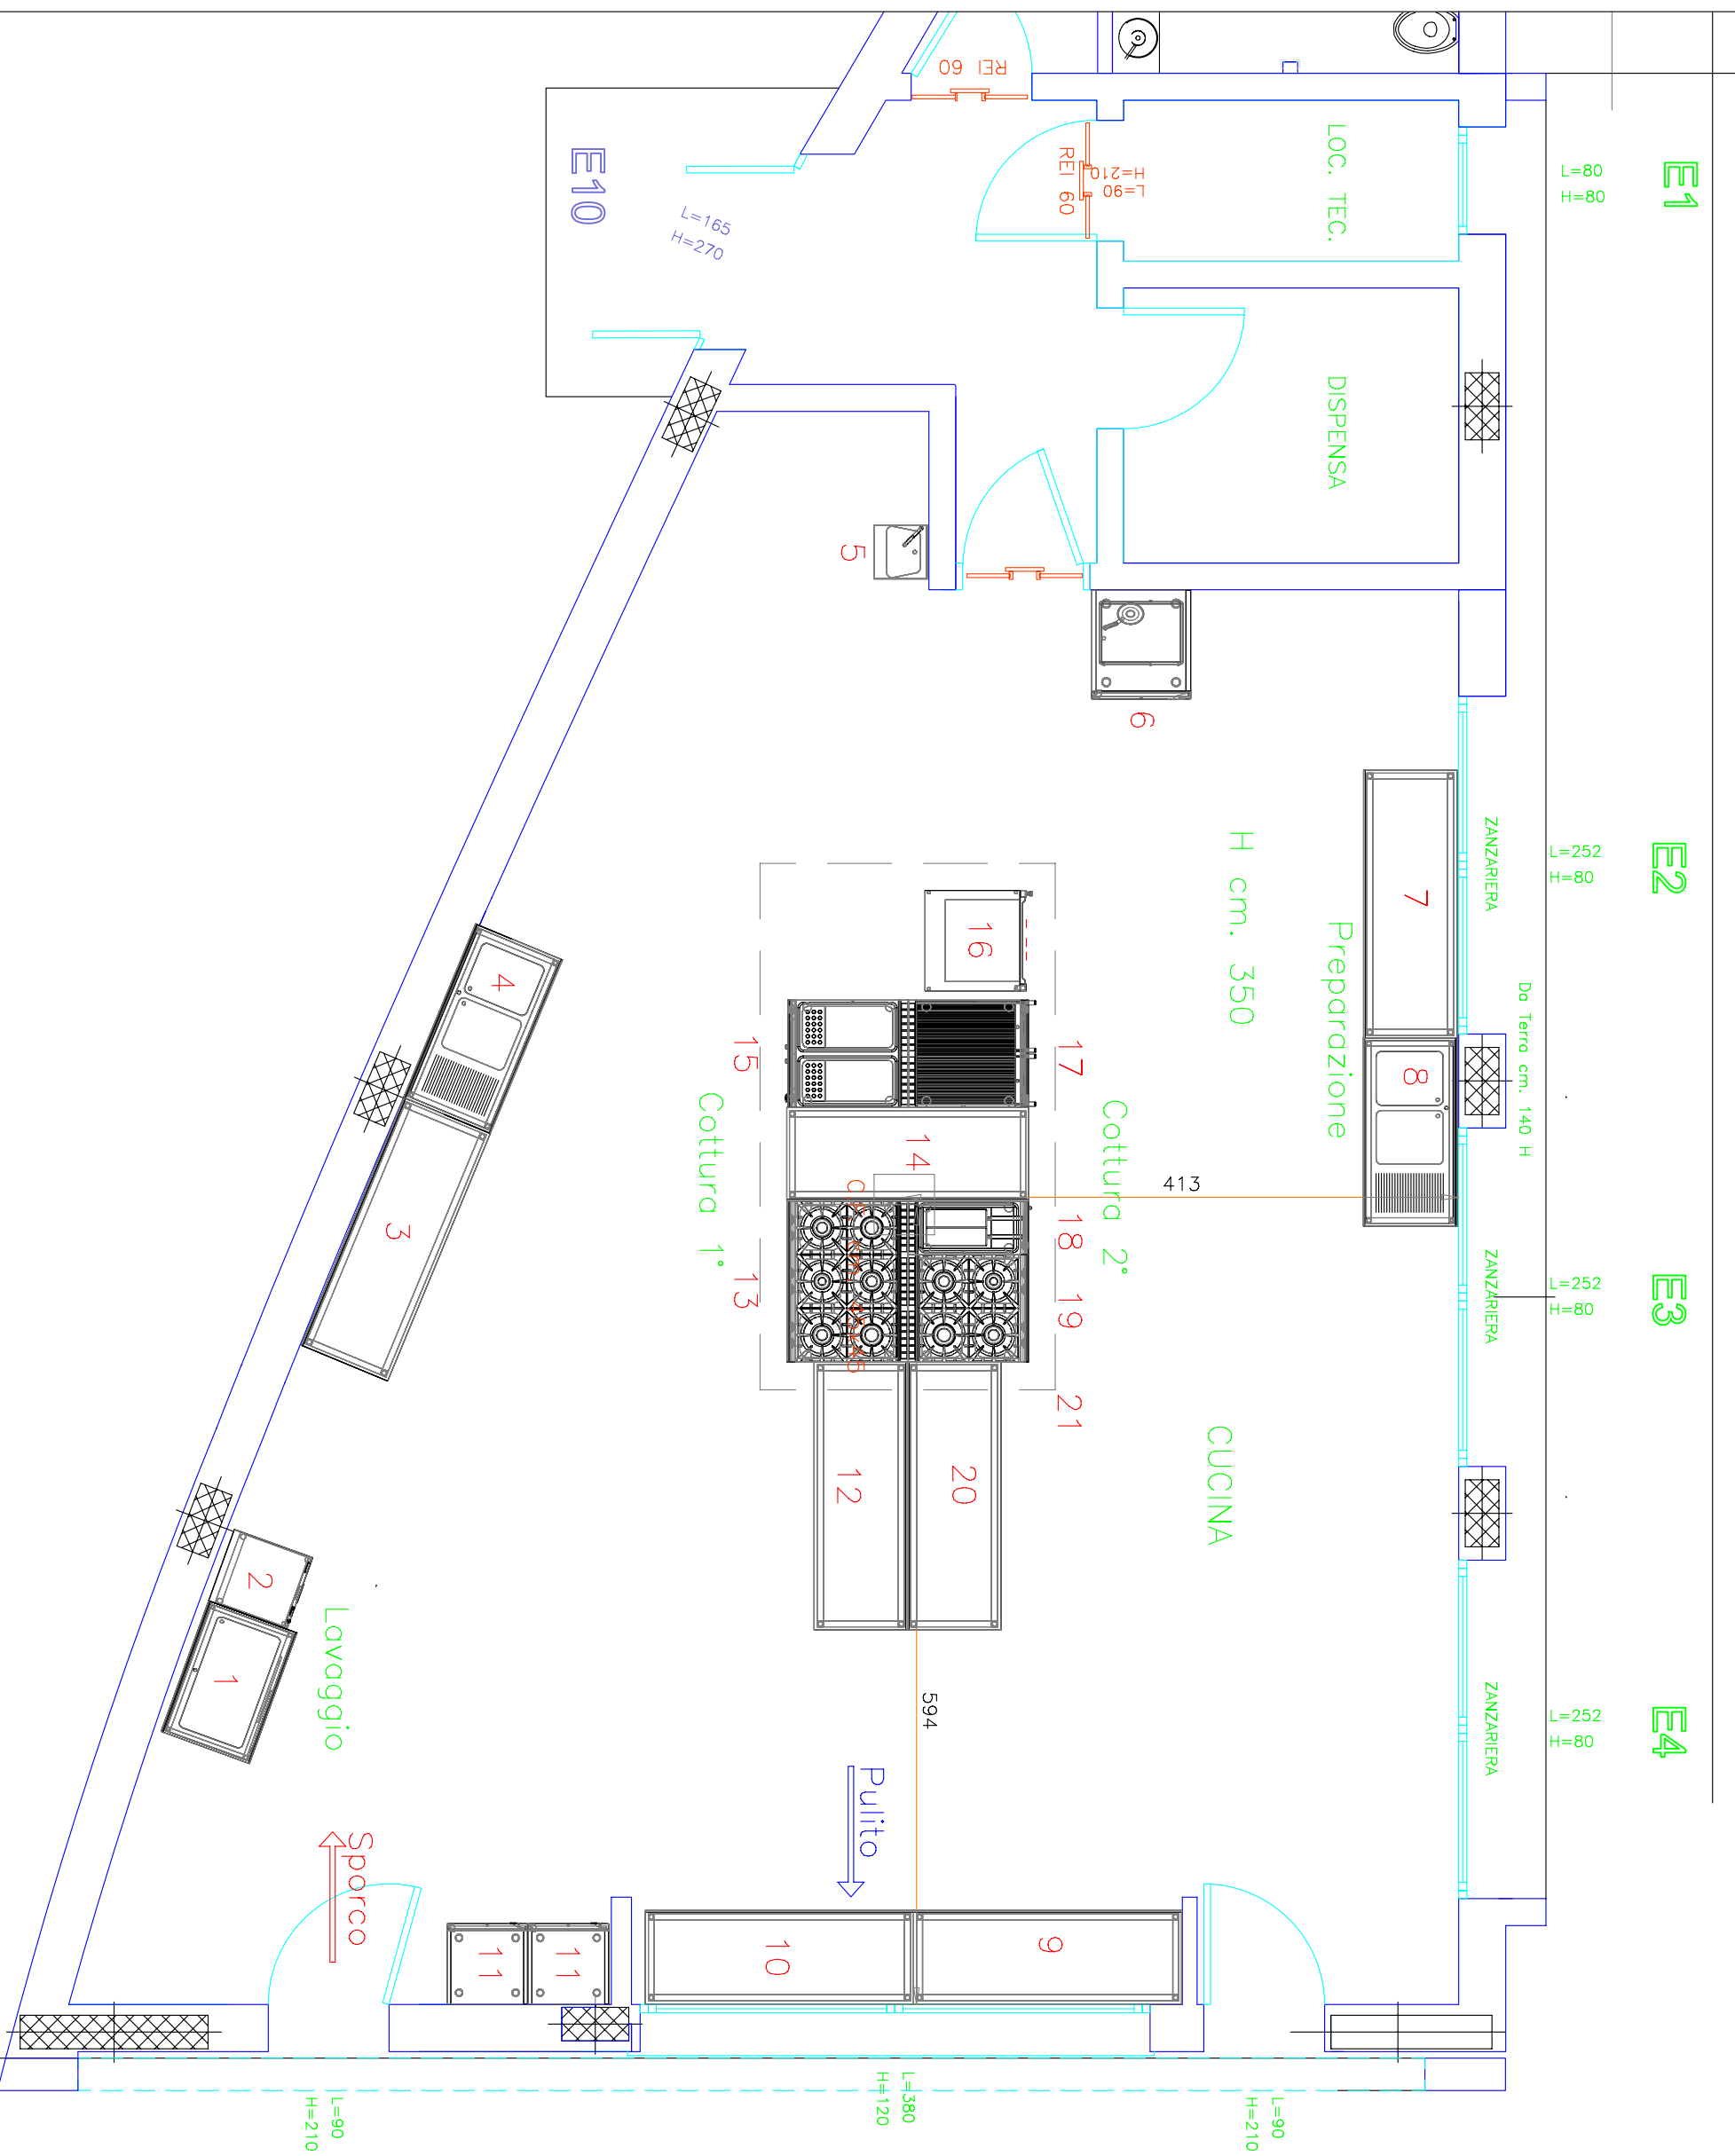 REI 60
E1
L=80
H=80
LOC. TEC.
REI 60
L=90
H=210
E10
L=165
H=270
DISPENSA
5
6
E2
L=252
H=80
ZANZARIERA
7
H cm. 350
Preparazione
Da Terra cm. 140 H
8
16
4
15
17
Cottura 1°
Cottura 2°
14
413
3
18
13
19
E3
L=252
H=80
ZANZARIERA
21
CUCINA
12
20
2
1
Lavaggio
594
E4
L=252
H=80
ZANZARIERA
Pulito
Sporco
11
11
10
9
L=90
H=210
L=380
H=120
L=90
H=210